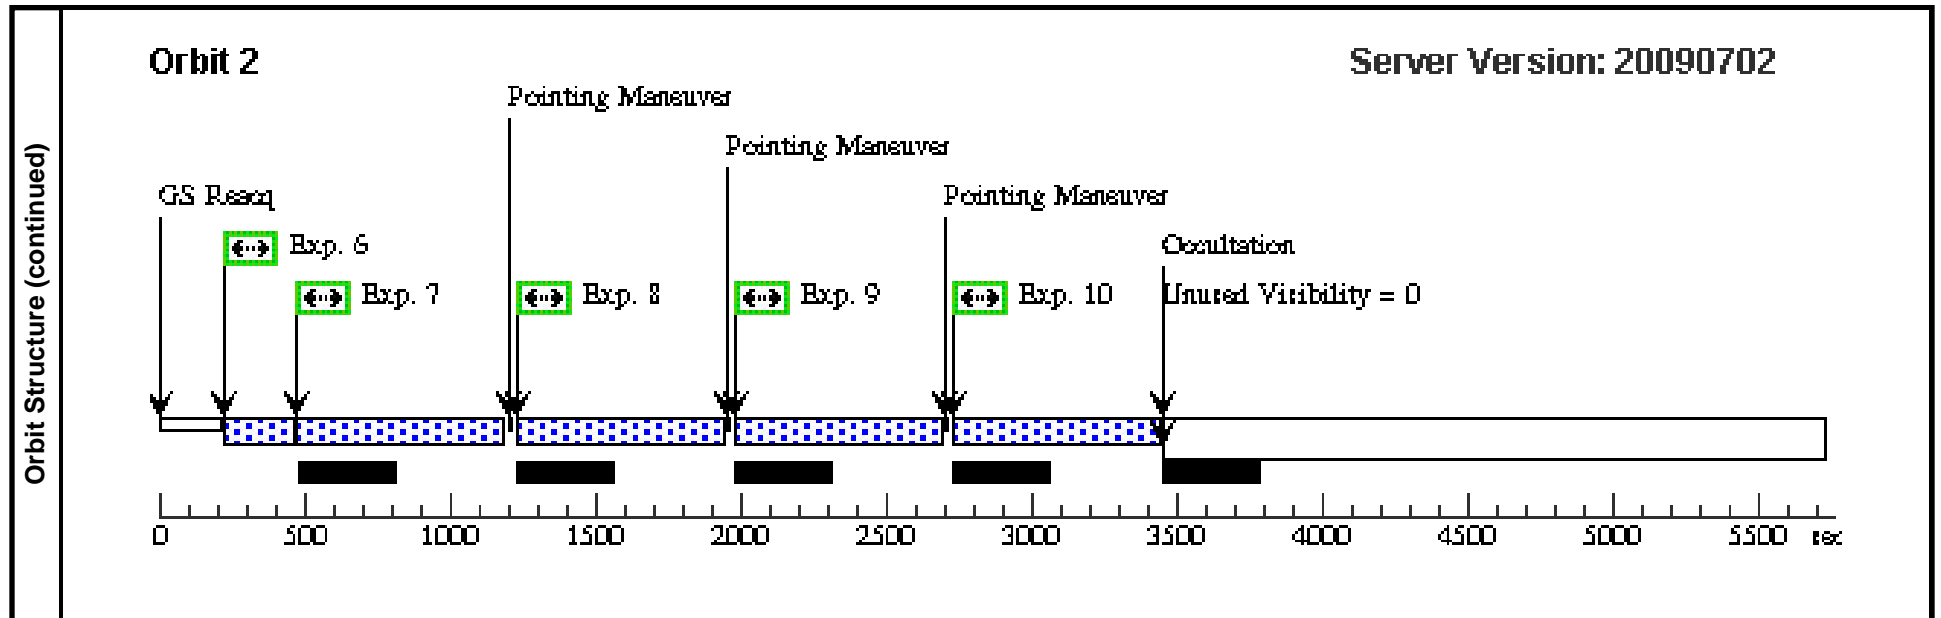 Orbit Structure (continued)
Orbit 2
Server Version: 20090702
Pointing Maneuver
Pointing Maneuver
GS Reacq
Pointing Maneuver
Exp. 6
Occultation
Exp. 7
Exp. 8
Exp. 9
Exp. 10
Unused Visibility = 0
0 500 1000 1500 2000 2500 3000 3500 4000 4500 5000 5500 sec